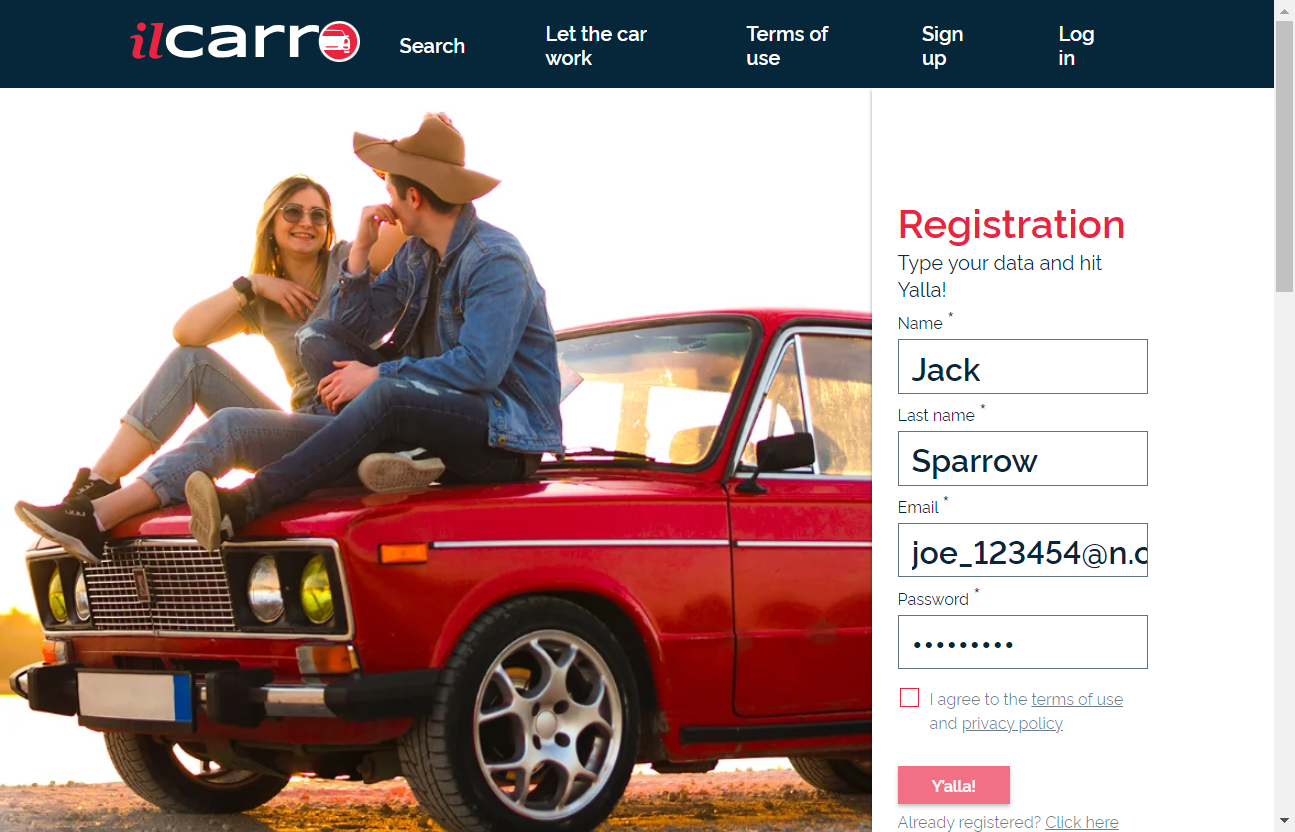 ilcarro
Search
Let the car
work
Terms of
use
Sign
up
Log
in
Registration
Type your data and hit
Yalla!
Name *
Jack
Last name *
Sparrow
Email *
joe_123454@n.c
Password *
•••••••••
I agree to the terms of use
and privacy policy
Y'alla!
Already registered? Click here